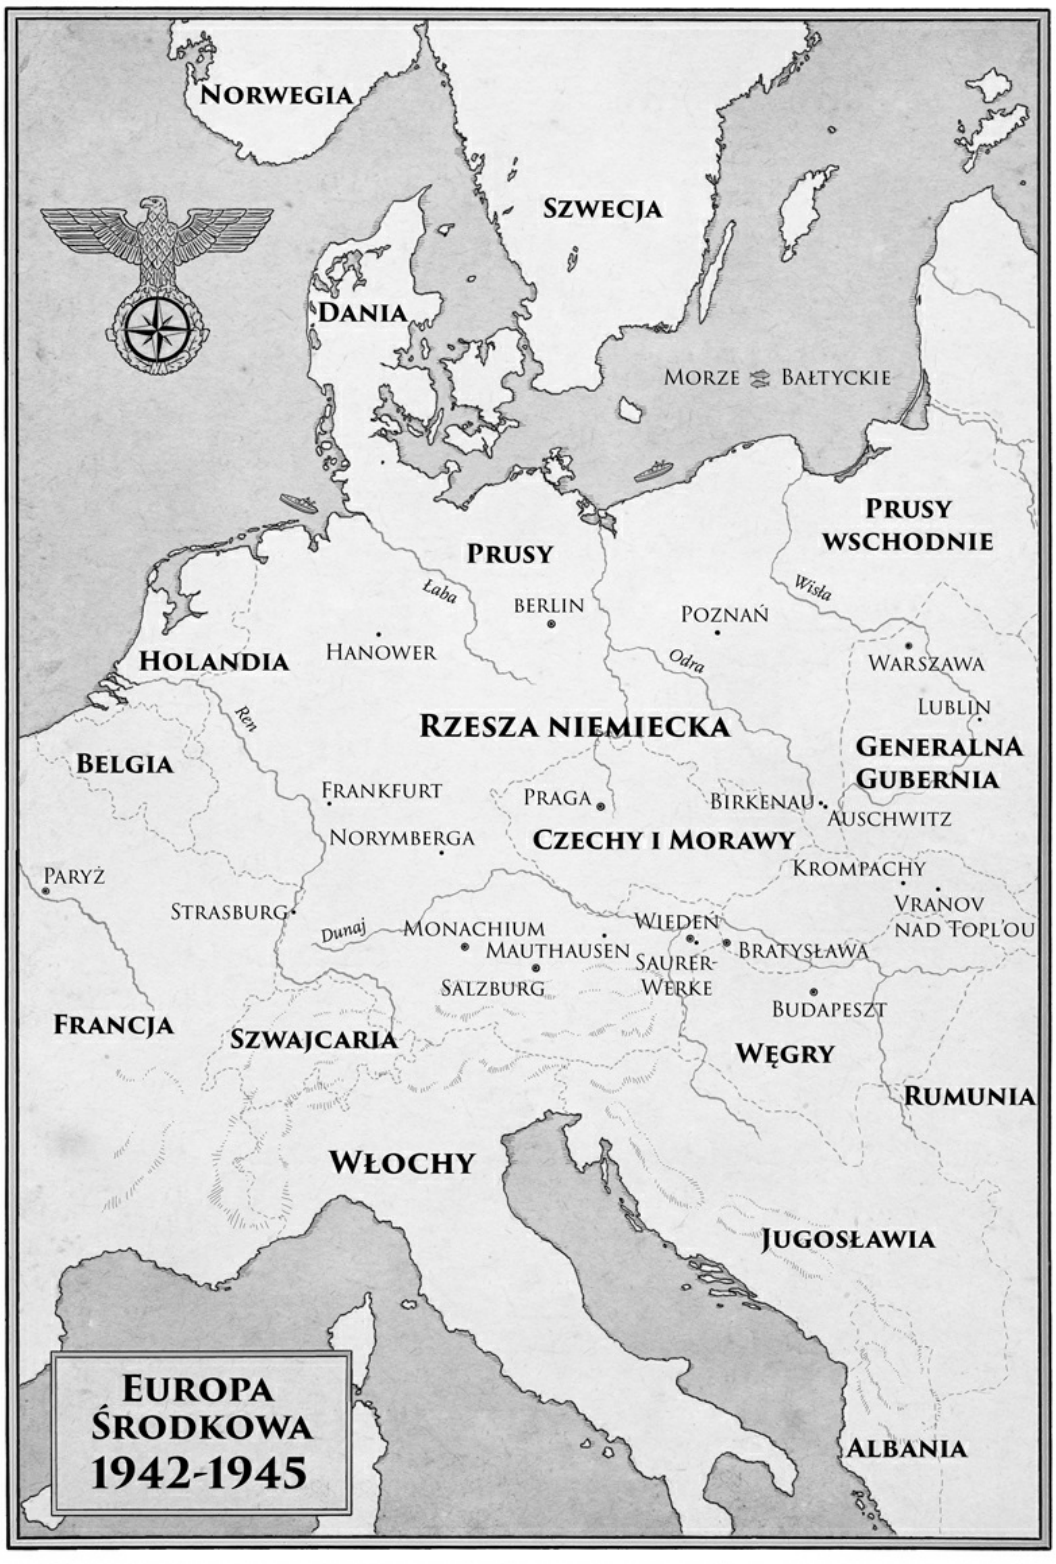 NORWEGIA
SZWECJA
DANIA
MORZE BAŁTYCKIE
PRUSY
WSCHODNIE
PRUSY
Łaba
Wisła
BERLIN
POZNAŃ
HANOWER
HOLANDIA
Odra
WARSZAWA
Ren
LUBLIN
RZESZA NIEMIECKA
GENERALNA
GUBERNIA
BELGIA
FRANKFURT
PRAGA
BIRKENAU
AUSCHWITZ
NORYMBERGA
CZECHY I MORAWY
KROMPACHY
PARYŻ
VRANOV
NAD TOPL'OU
STRASBURG
Dunaj
MONACHIUM
WIEDEŃ
MAUTHAUSEN
BRATYSŁAWA
SAURER-
WERKE
SALZBURG
BUDAPESZT
FRANCJA
SZWAJCARIA
WĘGRY
RUMUNIA
WŁOCHY
JUGOSŁAWIA
EUROPA
ŚRODKOWA
1942-1945
ALBANIA